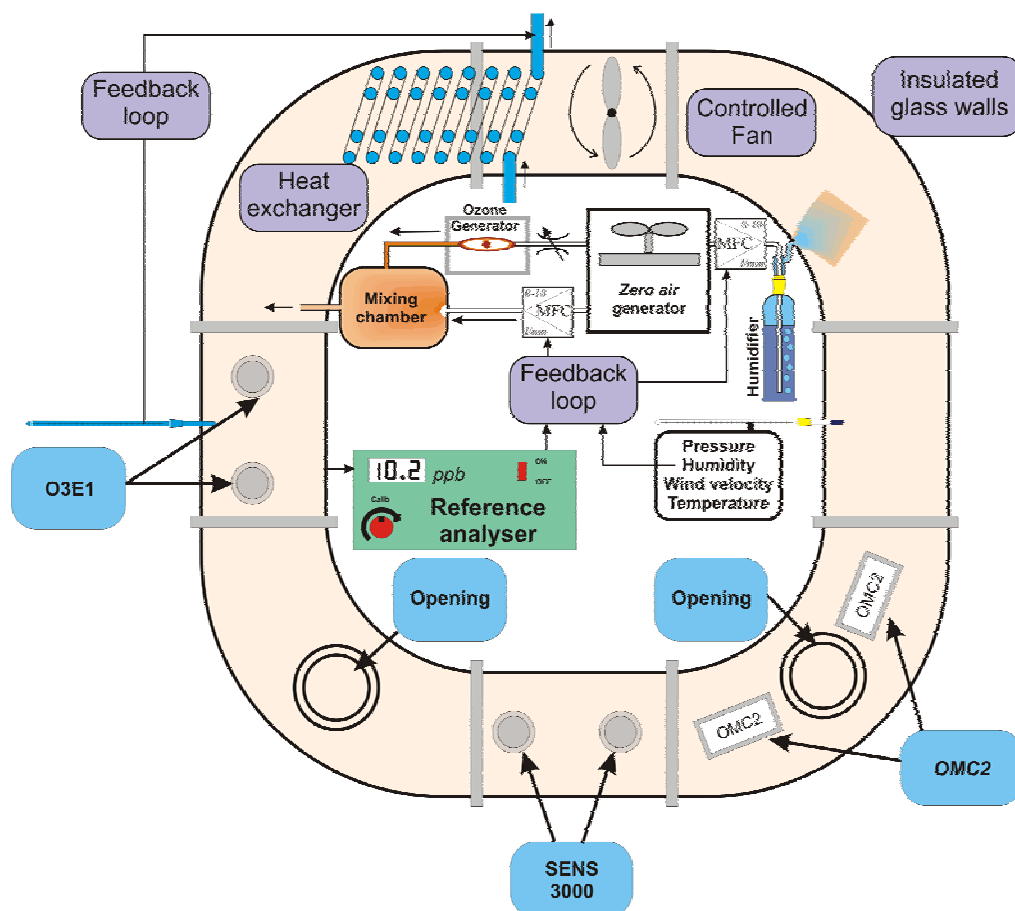 Feedback
loop
Insulated
glass walls
Controlled
Fan
Heat
exchanger
Ozone
Generator
MFC
Zero air
generator
Mixing
chamber
MFC
Humidifier
Feedback
loop
Pressure
Humidity
Wind velocity
Temperature
O3E1
10.2 ppb
ON
OFF
Calib
Reference
analyser
Opening
Opening
OMC2
OMC2
OMC2
SENS
3000